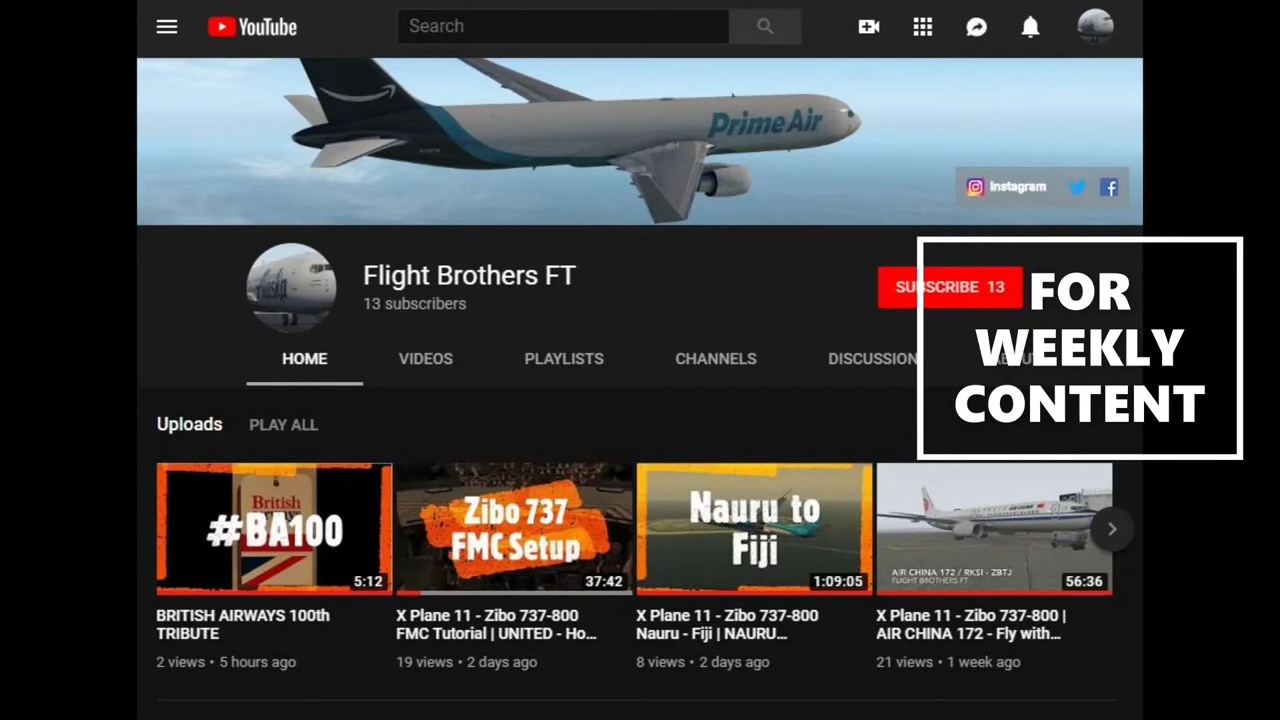 YouTube
Search
Prime Air
Instagram
Flight Brothers FT
13 subscribers
SUBSCRIBE 13
FOR
WEEKLY
CONTENT
HOME
VIDEOS
PLAYLISTS
CHANNELS
DISCUSSION
Uploads
PLAY ALL
British
#BA100
5:12
Zibo 737
FMC Setup
37:42
Nauru to
Fiji
1:09:05
AIR CHINA 172 / RKSI - ZBTJ
FLIGHT BROTHERS FT
56:36
BRITISH AIRWAYS 100th
TRIBUTE
2 views • 5 hours ago
X Plane 11 - Zibo 737-800
FMC Tutorial | UNITED - Ho...
19 views • 2 days ago
X Plane 11 - Zibo 737-800
Nauru - Fiji | NAURU...
8 views • 2 days ago
X Plane 11 - Zibo 737-800 |
AIR CHINA 172 - Fly with...
21 views • 1 week ago